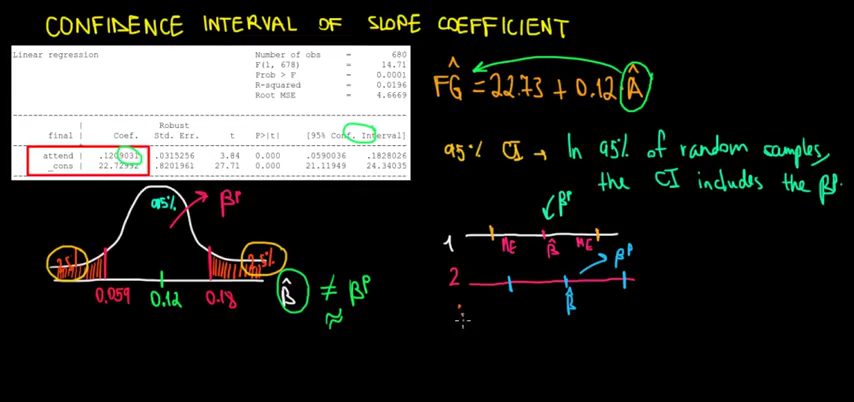 CONFIDENCE INTERVAL OF SLOPE COEFFICIENT
Linear regression
Number of obs = 680
F(1, 678) = 14.71
Prob > F = 0.0001
R-squared = 0.0196
Root MSE = 4.6669
Robust
final | Coef. Std. Err. t P>|t| [95% Conf. Interval]
attend | .1209031 .0315256 3.84 0.000 .0590036 .1828026
_cons | 22.72992 .8201961 27.71 0.000 21.11949 24.34035
F̂G = 22.73 + 0.12 Â
95% CI → In 95% of random samples,
the CI includes the βP.
95%
βP
2.5%
0.059 0.12 0.18
β̂ ≠ βP
≈
βP
1 ME β̂ ME
2 βP
β̂